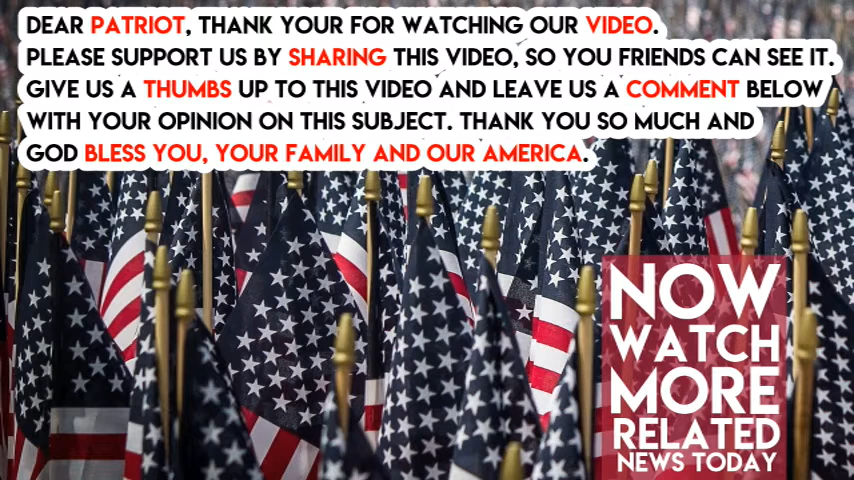 DEAR PATRIOT, THANK YOUR FOR WATCHING OUR VIDEO.
PLEASE SUPPORT US BY SHARING THIS VIDEO, SO YOU FRIENDS CAN SEE IT.
GIVE US A THUMBS UP TO THIS VIDEO AND LEAVE US A COMMENT BELOW
WITH YOUR OPINION ON THIS SUBJECT. THANK YOU SO MUCH AND
GOD BLESS YOU, YOUR FAMILY AND OUR AMERICA.
NOW
WATCH
MORE
RELATED
NEWS TODAY